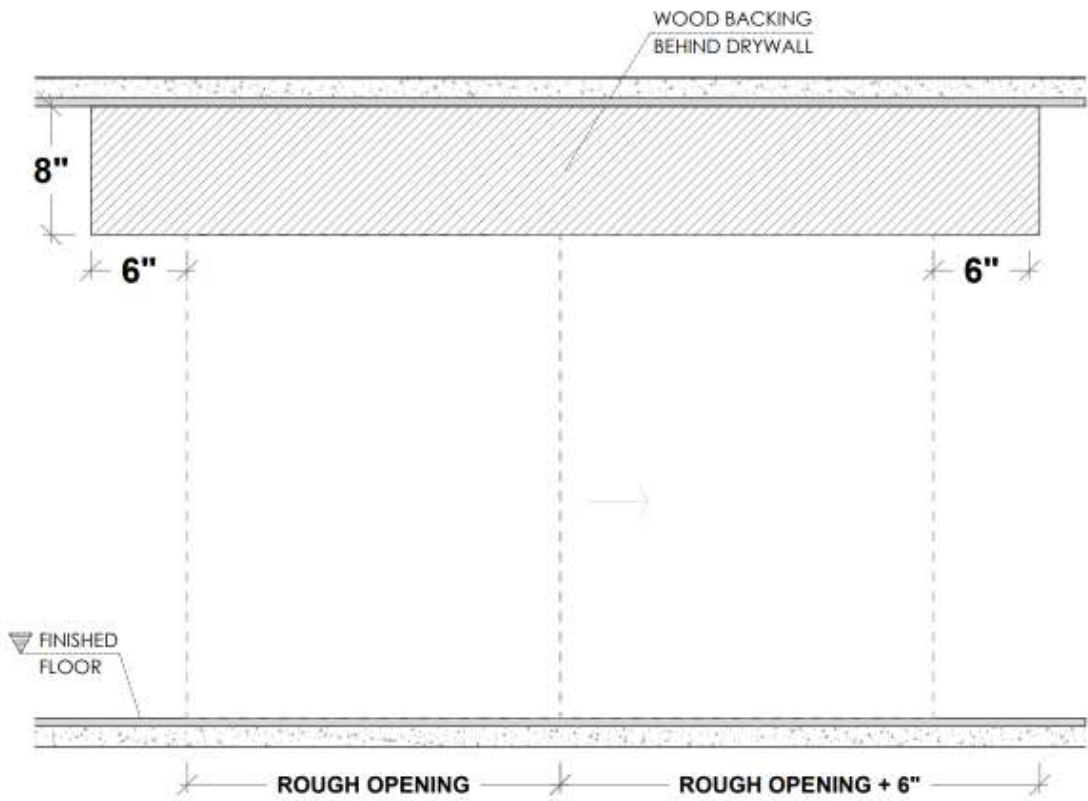 WOOD BACKING
BEHIND DRYWALL
8"
6"
6"
FINISHED
FLOOR
ROUGH OPENING
ROUGH OPENING + 6"